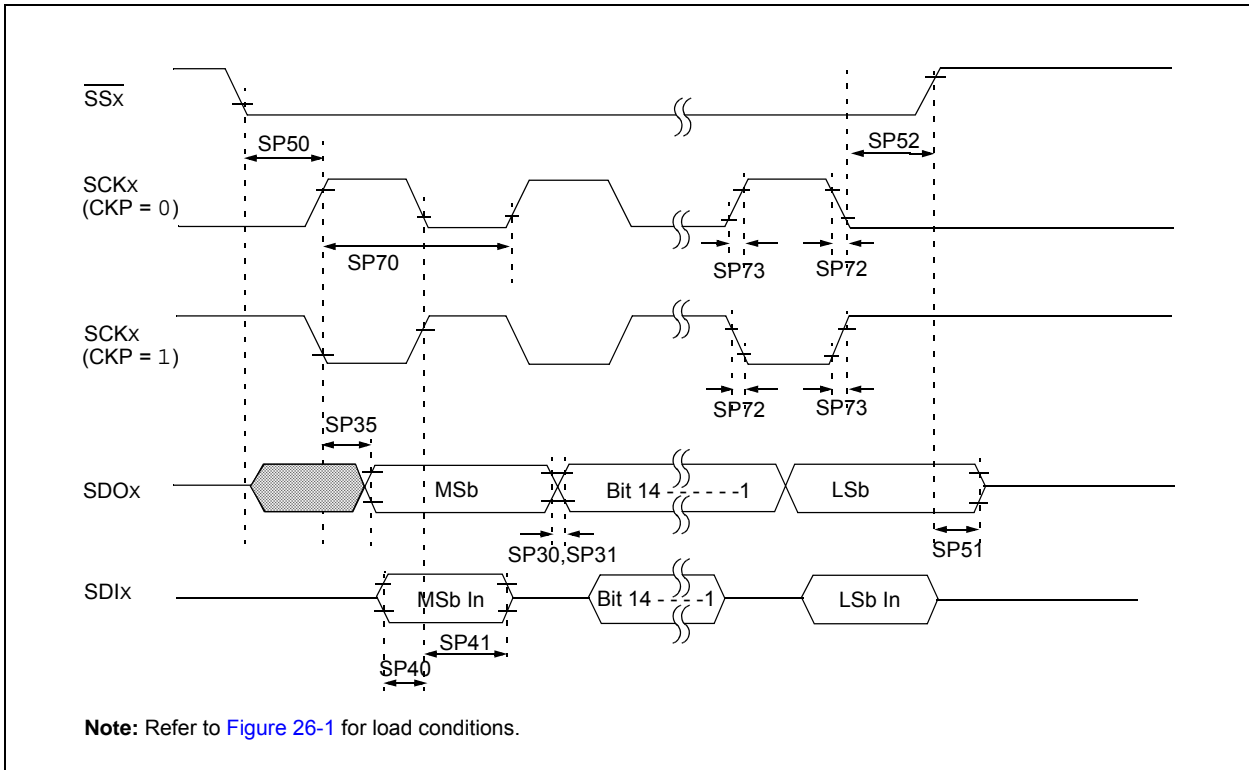 SSx
SP50
SP52
SCKx
(CKP = 0)
SP70
SP73
SP72
SCKx
(CKP = 1)
SP72
SP73
SP35
SDOx
MSb
Bit 14 - - - - - -1
LSb
SP30,SP31
SP51
SDIx
MSb In
Bit 14 - - - -1
LSb In
SP41
SP40
Note: Refer to Figure 26-1 for load conditions.